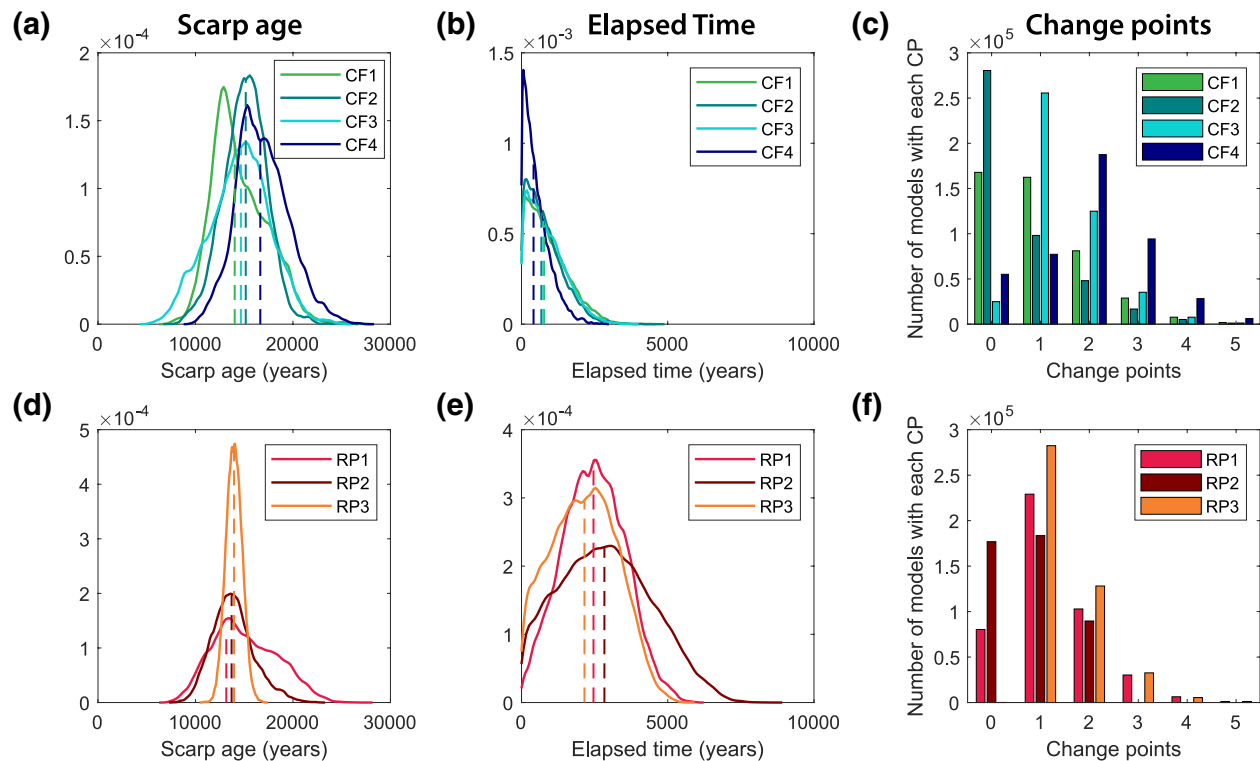 (a) Scarp age
×10⁻⁴
2
1.5
1
0.5
0
0 10000 20000 30000
Scarp age (years)
CF1
CF2
CF3
CF4
(b) Elapsed Time
×10⁻³
1.5
1
0.5
0
0 5000 10000
Elapsed time (years)
CF1
CF2
CF3
CF4
(c) Change points
×10⁵
Number of models with each CP
3
2.5
2
1.5
1
0.5
0
0 1 2 3 4 5
Change points
CF1
CF2
CF3
CF4
(d)
×10⁻⁴
5
4
3
2
1
0
0 10000 20000 30000
Scarp age (years)
RP1
RP2
RP3
(e)
×10⁻⁴
4
3
2
1
0
0 5000 10000
Elapsed time (years)
RP1
RP2
RP3
(f)
×10⁵
Number of models with each CP
3
2.5
2
1.5
1
0.5
0
0 1 2 3 4 5
Change points
RP1
RP2
RP3